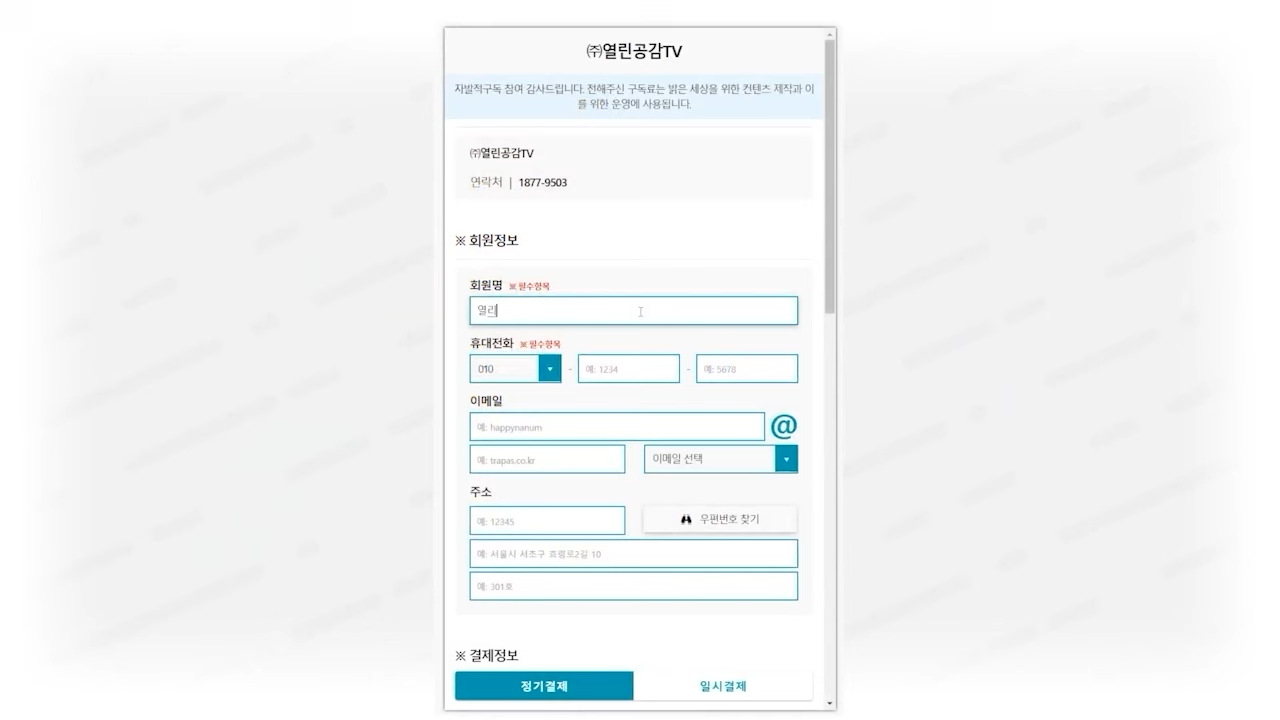 ㈜열린공감TV
자발적구독 참여 감사드립니다. 전해주신 구독료는 밝은 세상을 위한 컨텐츠 제작과 이
를 위한 운영에 사용됩니다.
㈜열린공감TV
연락처 | 1877-9503
※ 회원정보
회원명 ※ 필수항목
열리
휴대전화 ※ 필수항목
010 - 예: 1234 - 예: 5678
이메일
예: happynanum @
예: trapas.co.kr 이메일 선택
주소
예: 12345 우편번호 찾기
예: 서울시 서초구 효령로2길 10
예: 301호
※ 결제정보
정기결제 일시결제